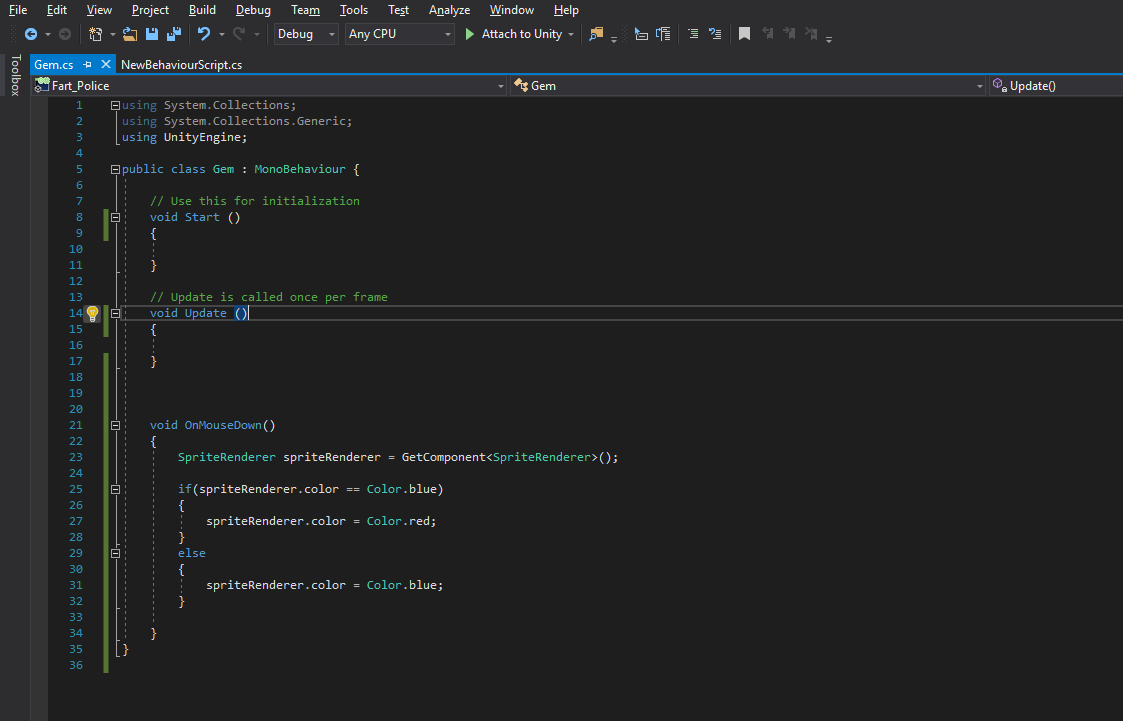 File Edit View Project Build Debug Team Tools Test Analyze Window Help
Debug Any CPU Attach to Unity
Toolbox
Gem.cs NewBehaviourScript.cs
Fart_Police Gem Update()
1 using System.Collections;
2 using System.Collections.Generic;
3 using UnityEngine;
4
5 public class Gem : MonoBehaviour {
6
7 // Use this for initialization
8 void Start ()
9 {
10
11 }
12
13 // Update is called once per frame
14 void Update ()
15 {
16
17 }
18
19
20
21 void OnMouseDown()
22 {
23 SpriteRenderer spriteRenderer = GetComponent<SpriteRenderer>();
24
25 if(spriteRenderer.color == Color.blue)
26 {
27 spriteRenderer.color = Color.red;
28 }
29 else
30 {
31 spriteRenderer.color = Color.blue;
32 }
33
34 }
35 }
36